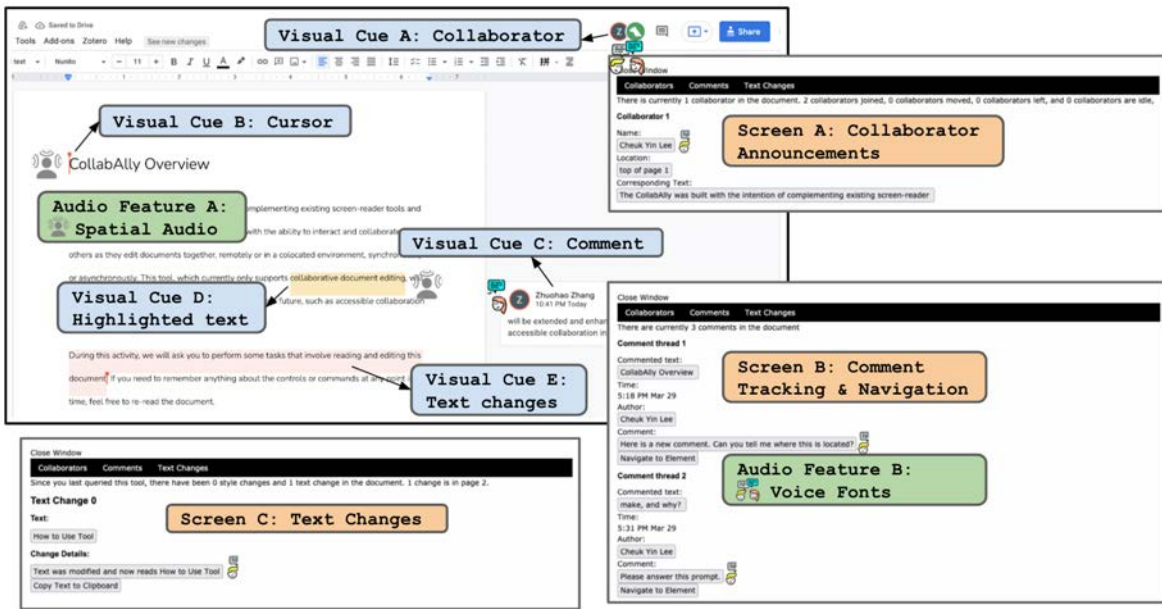 Saved to Drive
Tools Add-ons Zotero Help See new changes
text Nunito - 11 + B I U A
Share
Visual Cue A: Collaborator
Visual Cue B: Cursor
CollabAlly Overview
Audio Feature A:
Spatial Audio
mplementing existing screen-reader tools and
with the ability to interact and collaborate
others as they edit documents together, remotely or in a colocated environment, synchronously
or asynchronously. This tool, which currently only supports collaborative document editing,
future, such as accessible collaboration
Visual Cue C: Comment
Visual Cue D:
Highlighted text
Z Zhuohao Zhang
10:41 PM Today
will be extended and enhan
accessible collaboration in
During this activity, we will ask you to perform some tasks that involve reading and editing this
document. If you need to remember anything about the controls or commands at any point
time, feel free to re-read the document.
Visual Cue E:
Text changes
Close Window
Collaborators Comments Text Changes
There is currently 1 collaborator in the document. 2 collaborators joined, 0 collaborators moved, 0 collaborators left, and 0 collaborators are idle,
Collaborator 1
Name:
Cheuk Yin Lee
Location:
top of page 1
Corresponding Text:
The CollabAlly was built with the intention of complementing existing screen-reader
Screen A: Collaborator
Announcements
Close Window
Collaborators Comments Text Changes
There are currently 3 comments in the document
Comment thread 1
Commented text:
CollabAlly Overview
Time:
5:18 PM Mar 29
Author:
Cheuk Yin Lee
Comment:
Here is a new comment. Can you tell me where this is located?
Navigate to Element
Comment thread 2
Commented text:
make, and why?
Time:
5:31 PM Mar 29
Author:
Cheuk Yin Lee
Comment:
Please answer this prompt.
Navigate to Element
Screen B: Comment
Tracking & Navigation
Audio Feature B:
Voice Fonts
Close Window
Collaborators Comments Text Changes
Since you last queried this tool, there have been 0 style changes and 1 text change in the document. 1 change is in page 2.
Text Change 0
Text:
How to Use Tool
Change Details:
Text was modified and now reads How to Use Tool
Copy Text to Clipboard
Screen C: Text Changes